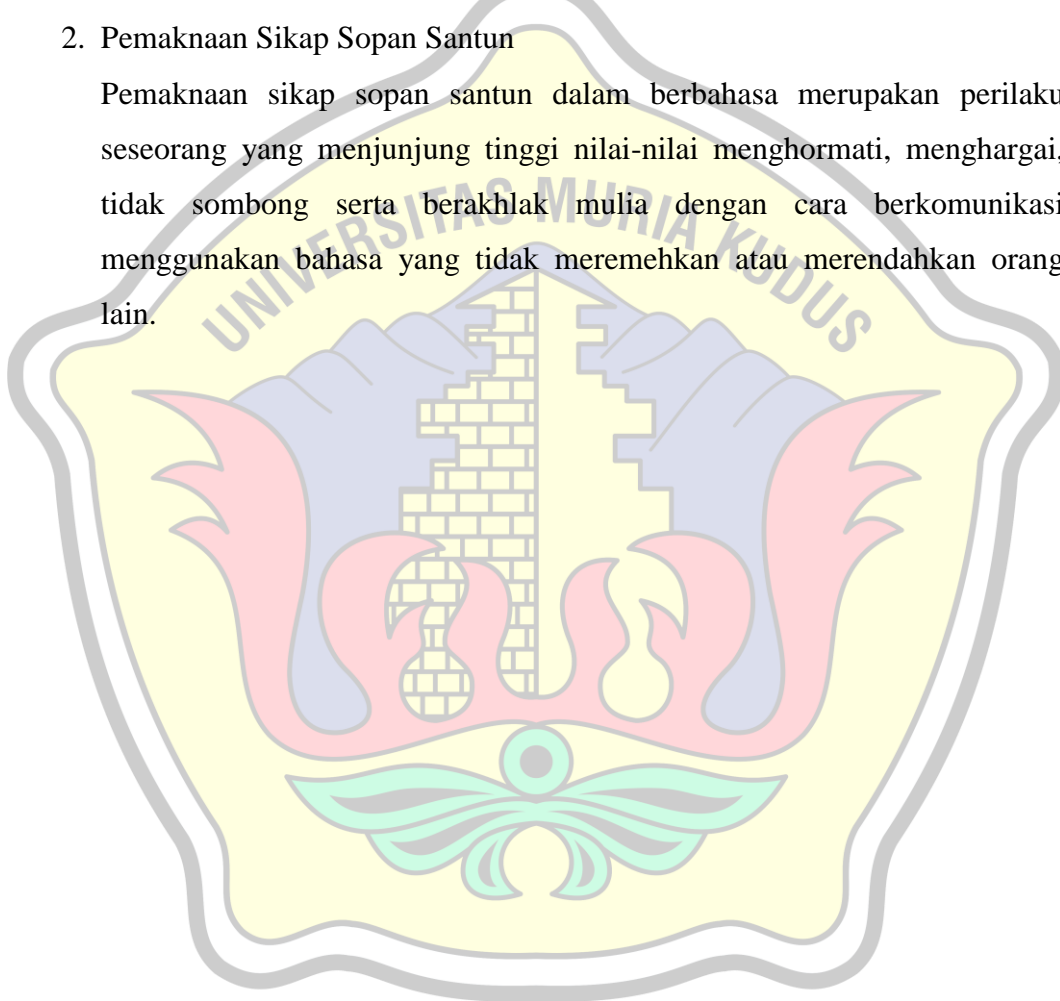 2. Pemaknaan Sikap Sopan Santun
Pemaknaan sikap sopan santun dalam berbahasa merupakan perilaku
seseorang yang menjunjung tinggi nilai-nilai menghormati, menghargai,
tidak sombong serta berakhlak mulia dengan cara berkomunikasi
menggunakan bahasa yang tidak meremehkan atau merendahkan orang
lain.
UNIVERSITAS MURIA KUDUS